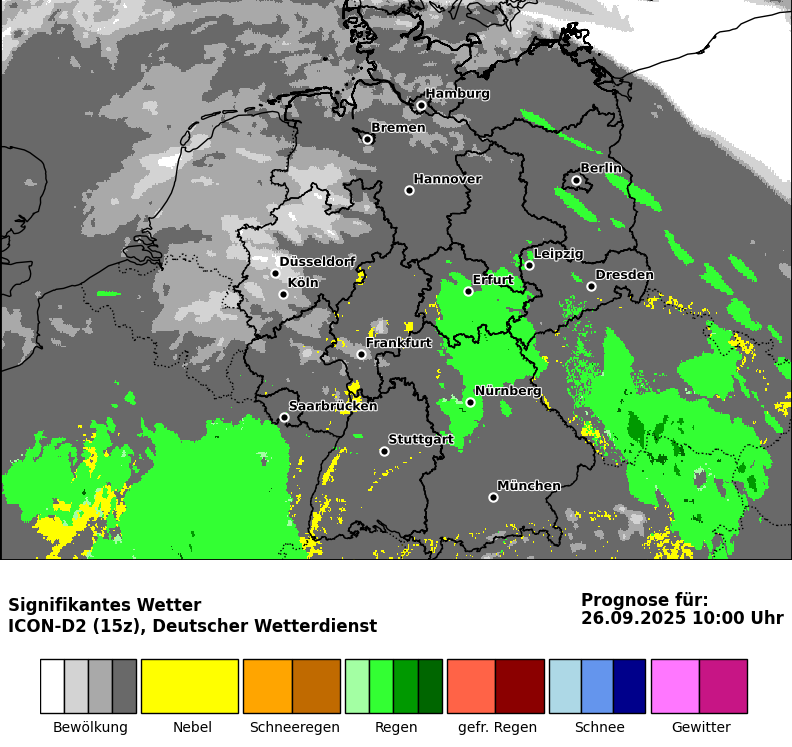 Hamburg
Bremen
Berlin
Hannover
Leipzig
Düsseldorf
Dresden
Köln
Erfurt
Frankfurt
Nürnberg
Saarbrücken
Stuttgart
München
Signifikantes Wetter
ICON-D2 (15z), Deutscher Wetterdienst
Prognose für:
26.09.2025 10:00 Uhr
Bewölkung Nebel Schneeregen Regen gefr. Regen Schnee Gewitter